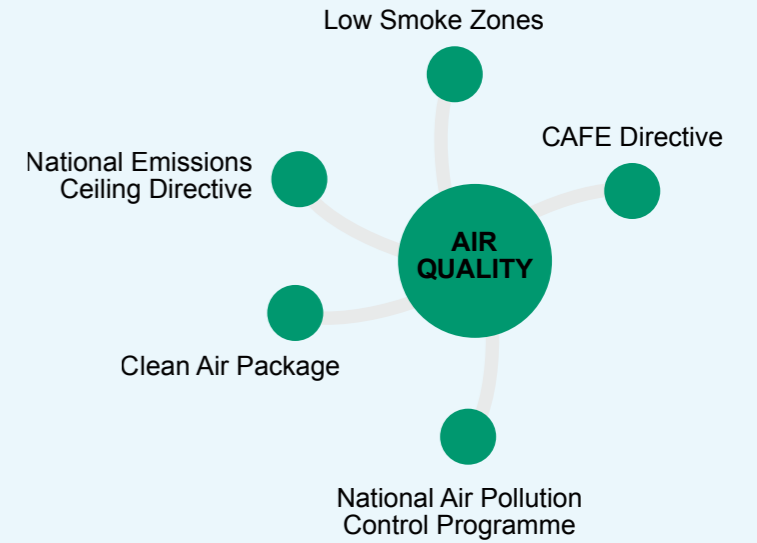 Low Smoke Zones
CAFE Directive
National Emissions
Ceiling Directive
AIR
QUALITY
Clean Air Package
National Air Pollution
Control Programme